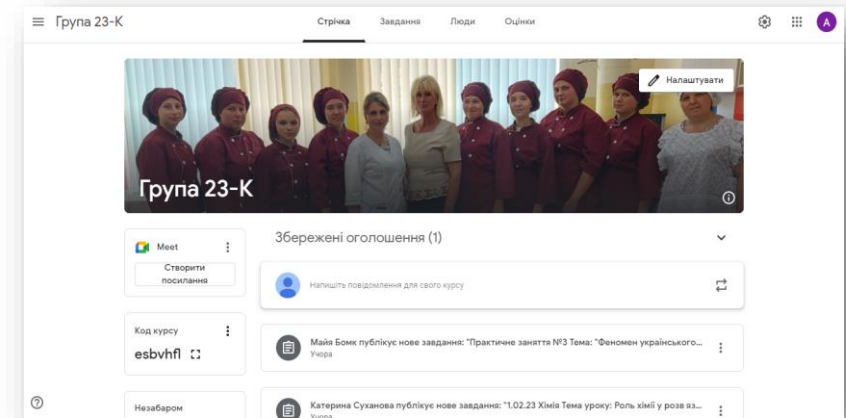 Група 23-К
Стрічка Завдання Люди Оцінки
A
Налаштувати
Група 23-К
Meet
Створити
посилання
Збережені оголошення (1)
Напишіть повідомлення для свого курсу
Код курсу
esbvhfl
Майя Бомк публікує нове завдання: "Практичне заняття №3 Тема: "Феномен українського...
Учора
Незабаром
Катерина Суханова публікує нове завдання: "1.02.23 Хімія Тема уроку: Роль хімії у розв яз...
Учора